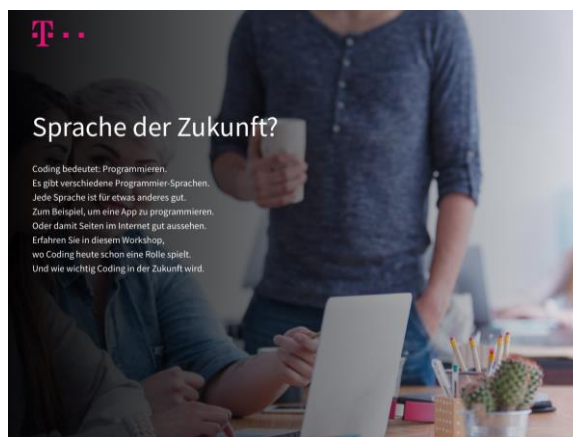 T
Sprache der Zukunft?
Coding bedeutet: Programmieren.
Es gibt verschiedene Programmier-Sprachen.
Jede Sprache ist für etwas anderes gut.
Zum Beispiel, um eine App zu programmieren.
Oder damit Seiten im Internet gut aussehen.
Erfahren Sie in diesem Workshop,
wo Coding heute schon eine Rolle spielt.
Und wie wichtig Coding in der Zukunft wird.